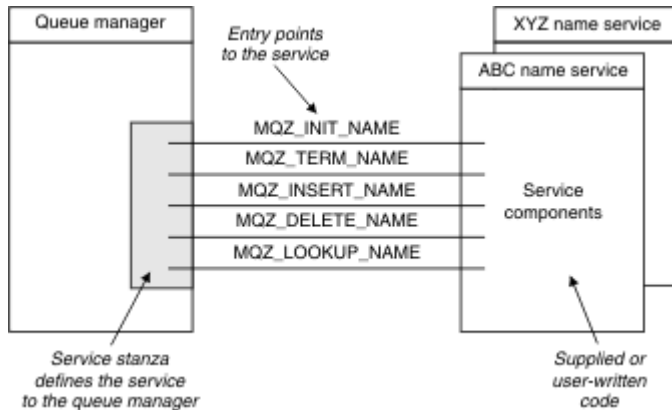 Queue manager
Entry points
to the service
XYZ name service
ABC name service
MQZ_INIT_NAME
MQZ_TERM_NAME
MQZ_INSERT_NAME
MQZ_DELETE_NAME
MQZ_LOOKUP_NAME
Service
components
Service stanza
defines the service
to the queue manager
Supplied or
user-written
code